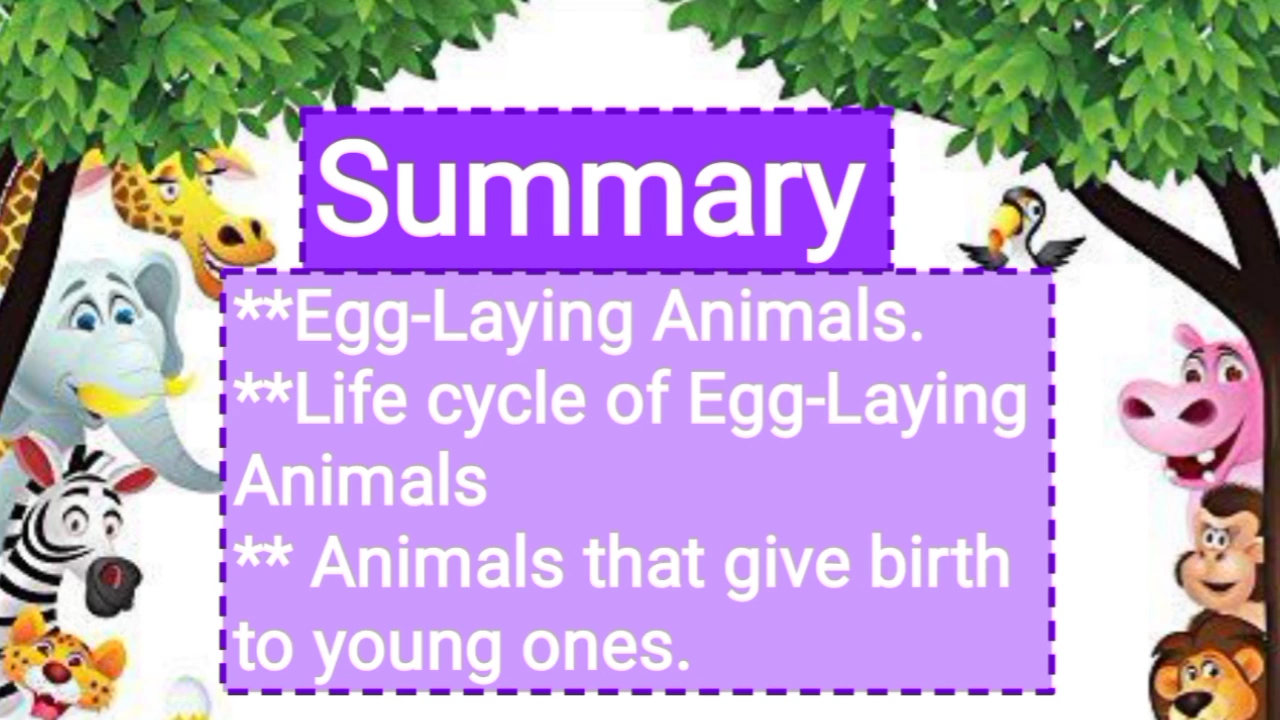 Summary
**Egg-Laying Animals.
**Life cycle of Egg-Laying
Animals
** Animals that give birth
to young ones.